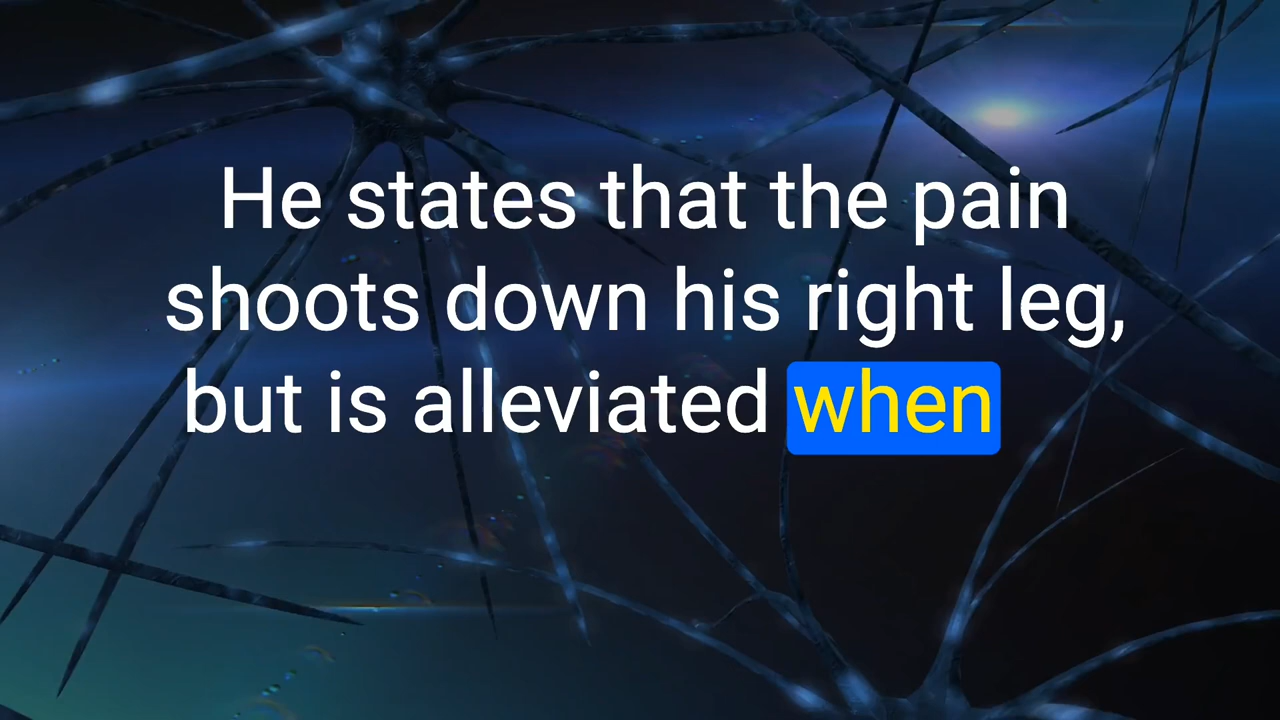 He states that the pain
shoots down his right leg,
but is alleviated when